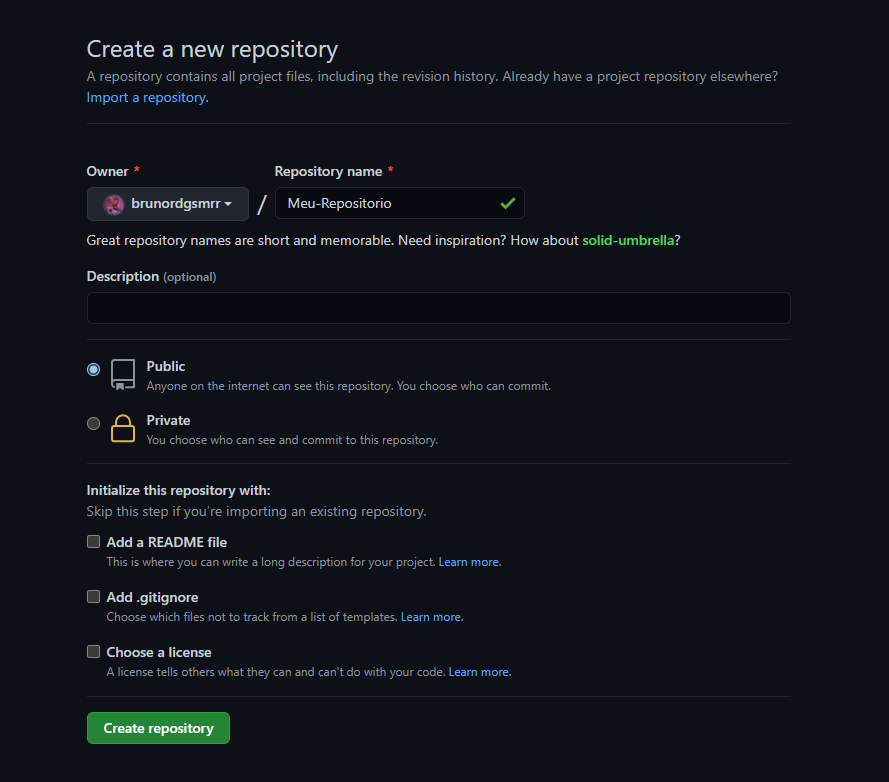 Create a new repository
A repository contains all project files, including the revision history. Already have a project repository elsewhere?
Import a repository.
Owner * Repository name *
brunordgsmrr / Meu-Repositorio
Great repository names are short and memorable. Need inspiration? How about solid-umbrella?
Description (optional)
Public
Anyone on the internet can see this repository. You choose who can commit.
Private
You choose who can see and commit to this repository.
Initialize this repository with:
Skip this step if you're importing an existing repository.
Add a README file
This is where you can write a long description for your project. Learn more.
Add .gitignore
Choose which files not to track from a list of templates. Learn more.
Choose a license
A license tells others what they can and can't do with your code. Learn more.
Create repository